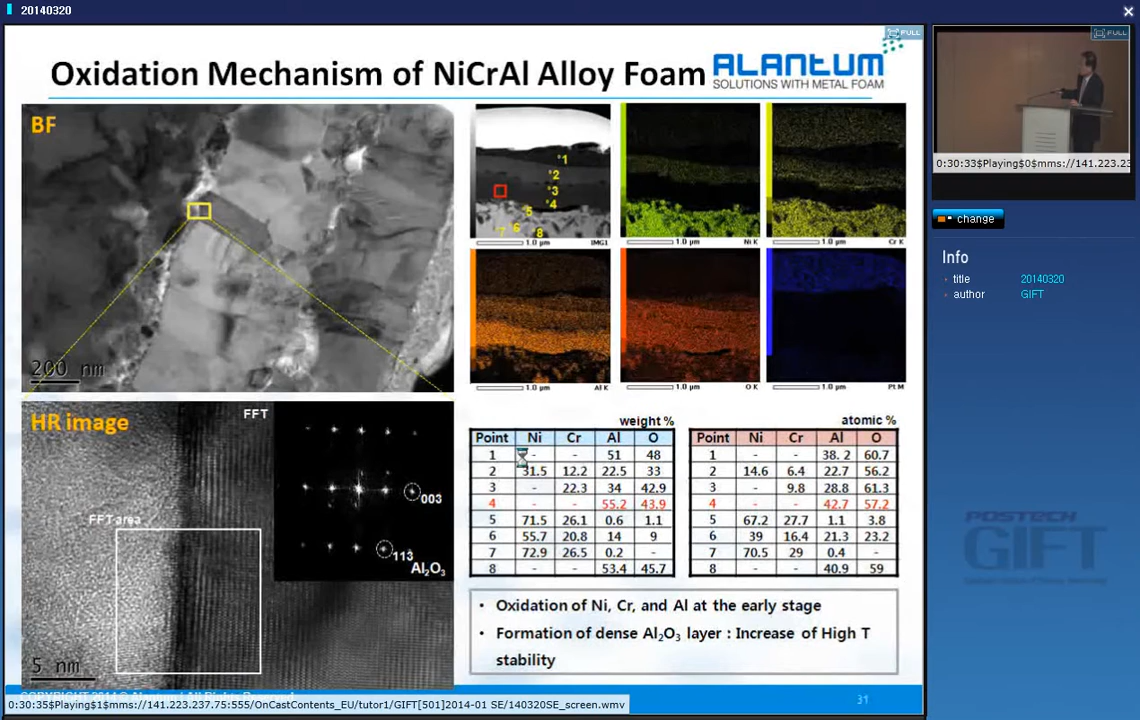 20140320
FULL
Oxidation Mechanism of NiCrAl Alloy Foam
ALANTUM
SOLUTIONS WITH METAL FOAM
BF
200 nm
*1
*2
*3
*4
5
6
7
8
1.0 µm IMG1
1.0 µm Ni K
1.0 µm Cr K
1.0 µm Al K
1.0 µm O K
1.0 µm Pt M
HR image
FFT
003
113
Al₂O₃
FFT area
5 nm
weight %
Point Ni Cr Al O
1 - - 51 48
2 31.5 12.2 22.5 33
3 - 22.3 34 42.9
4 - - 55.2 43.9
5 71.5 26.1 0.6 1.1
6 55.7 20.8 14 9
7 72.9 26.5 0.2 -
8 - - 53.4 45.7
atomic %
Point Ni Cr Al O
1 - - 38. 2 60.7
2 14.6 6.4 22.7 56.2
3 - 9.8 28.8 61.3
4 - - 42.7 57.2
5 67.2 27.7 1.1 3.8
6 39 16.4 21.3 23.2
7 70.5 29 0.4 -
8 - - 40.9 59
• Oxidation of Ni, Cr, and Al at the early stage
• Formation of dense Al₂O₃ layer : Increase of High T
stability
31
0:30:35$Playing$1$mms://141.223.237.75:555/OnCastContents_EU/tutor1/GIFT[501]2014-01 SE/140320SE_screen.wmv
FULL
0:30:33$Playing$0$mms://141.223.23
change
Info
title 20140320
author GIFT
POSTECH
GIFT